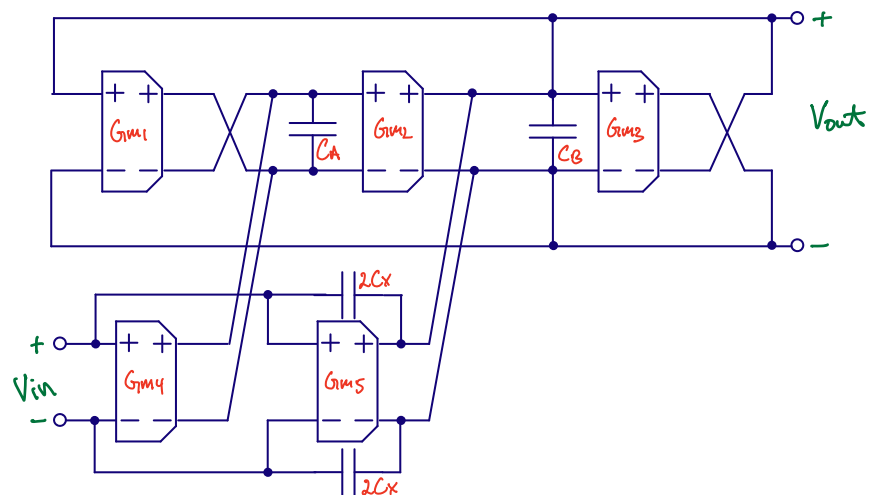 +
+ + + + + +
Gm1 Gm2 Gm3
Vout
CA CB
− − − − − −
−
2Cx
+ + + + +
Vin Gm4 Gm5
− − − − −
2Cx